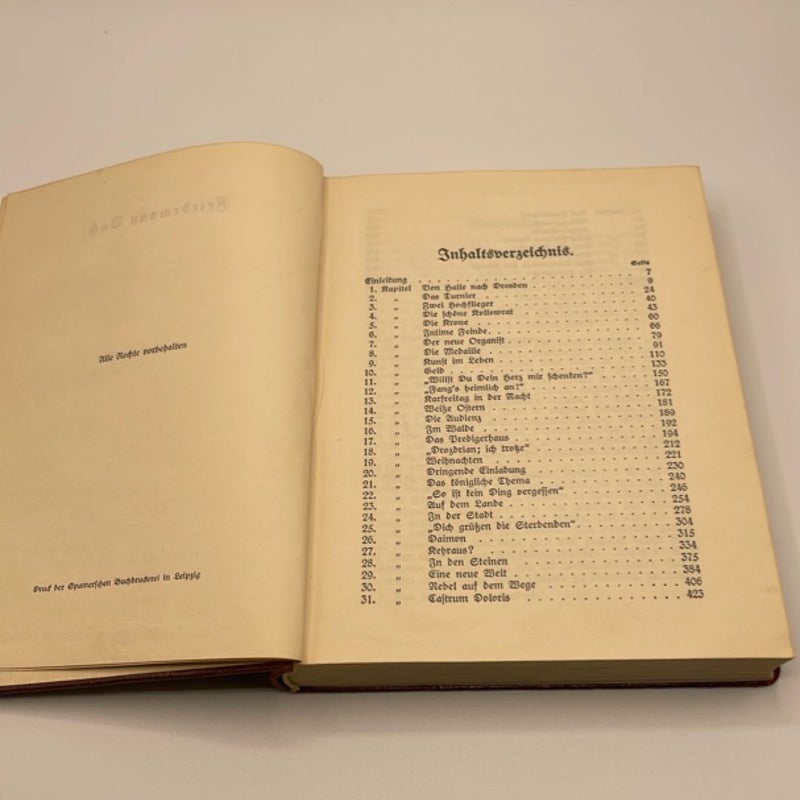 Friedemann Bach
Alle Rechte vorbehalten
Druck der Spamerschen Buchdruckerei in Leipzig
Inhaltsverzeichnis.
Seite
Einleitung . . . . . . . . . . 7
1. Kapitel Von Halle nach Dresden . . . . . . . . . . 9
2. „ Das Turnier . . . . . . . . . . 24
3. „ Zwei Hochflieger . . . . . . . . . . 40
4. „ Die schöne Kollowrat . . . . . . . . . . 43
5. „ Die Krone . . . . . . . . . . 60
6. „ Intime Feinde. . . . . . . . . . . 66
7. „ Der neue Organist . . . . . . . . . . 79
8. „ Die Medaille . . . . . . . . . . 91
9. „ Kunst im Leben . . . . . . . . . . 110
10. „ Geld . . . . . . . . . . 133
11. „ „Willst Du Dein Herz mir schenken?“ . . . . . . 150
12. „ „Fang's heimlich an!“ . . . . . . . . . . 167
13. „ Karfreitag in der Nacht . . . . . . . . . . 172
14. „ Weiße Ostern . . . . . . . . . . 181
15. „ Die Audienz . . . . . . . . . . 189
16. „ Im Walde . . . . . . . . . . 192
17. „ Das Predigerhaus . . . . . . . . . . 194
18. „ „Drozdrian; ich trotze“ . . . . . . . . . . 212
19. „ Weihnachten . . . . . . . . . . 221
20. „ Dringende Einladung . . . . . . . . . . 230
21. „ Das königliche Thema . . . . . . . . . . 240
22. „ „So ist kein Ding vergessen“ . . . . . . . . . . 246
23. „ Auf dem Lande . . . . . . . . . . 254
24. „ In der Stadt . . . . . . . . . . 278
25. „ „Dich grüßen die Sterbenden“. . . . . . . . . . 304
26. „ Daimon . . . . . . . . . . 315
27. „ Kehraus? . . . . . . . . . . 334
28. „ In den Steinen . . . . . . . . . . 375
29. „ Eine neue Welt . . . . . . . . . . 384
30. „ Nebel auf dem Wege . . . . . . . . . . 406
31. „ Castrum Doloris . . . . . . . . . . 423